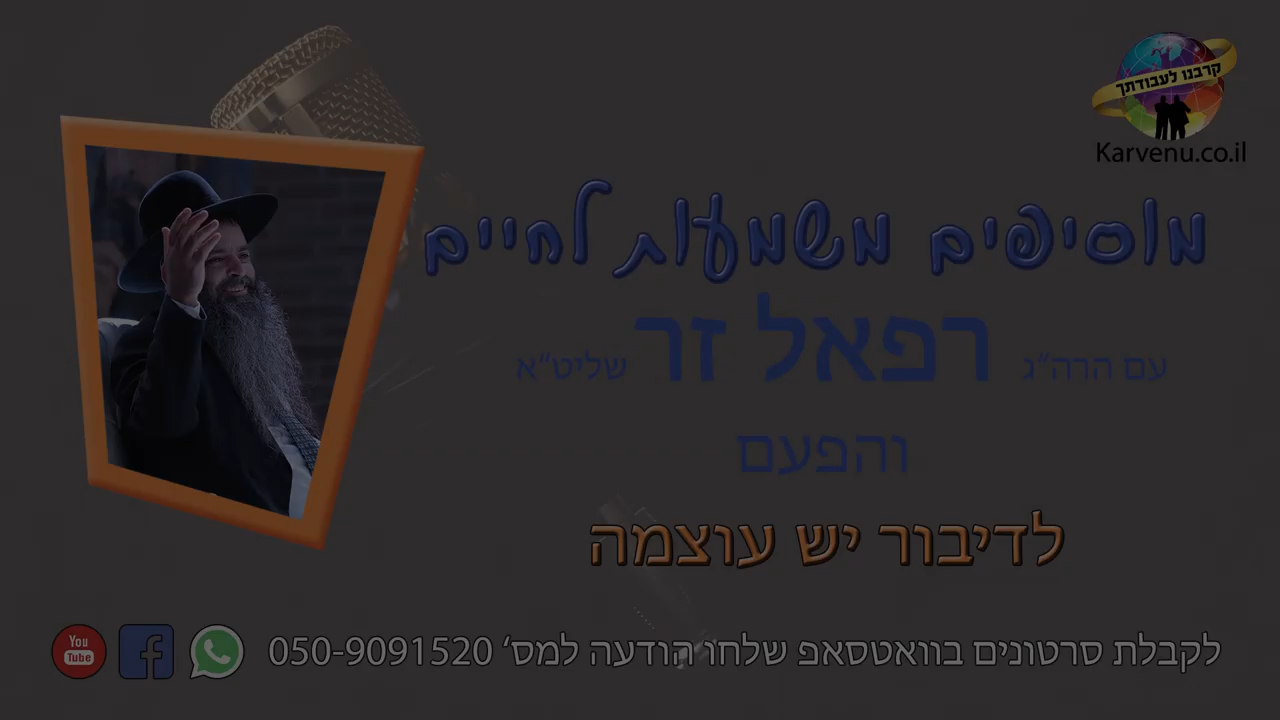 קרבנו לעבודתך
Karvenu.co.il
מוסיפים משמעות לחיים
עם הרה"ג רפאל זר שליט"א
והפעם
לדיבור יש עוצמה
לקבלת סרטונים בוואטסאפ שלחו הודעה למס' 050-9091520
You
Tube